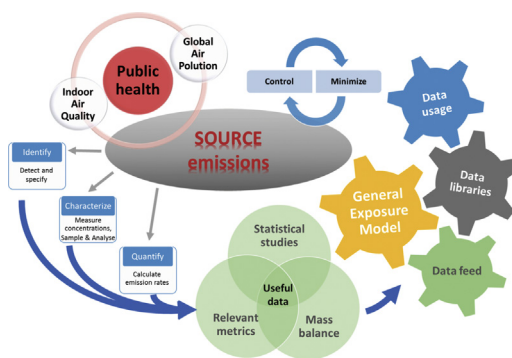 Global
Air
Polution
Public
health
Indoor
Air
Quality
Control
Minimize
SOURCE
emissions
Identify
Detect and
specify
Characterize
Measure
concentrations,
Sample & Analyse
Quantify
Calculate
emission rates
Statistical
studies
Useful
data
Relevant
metrics
Mass
balance
Data
usage
Data
libraries
General
Exposure
Model
Data feed